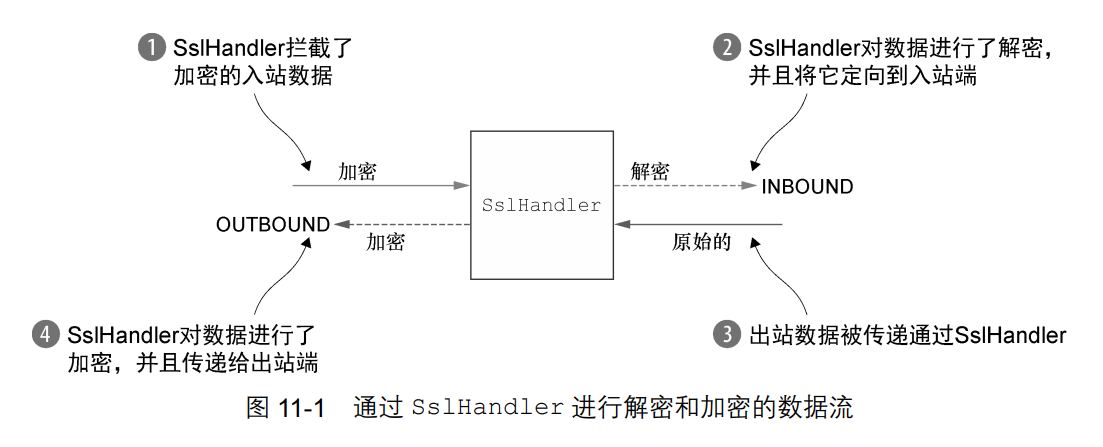 1 SslHandler拦截了
加密的入站数据
2 SslHandler对数据进行了解密，
并且将它定向到入站端
加密
解密
INBOUND
SslHandler
OUTBOUND
加密
原始的
4 SslHandler对数据进行了
加密，并且传递给出站端
3 出站数据被传递通过SslHandler
图 11-1 通过 SslHandler 进行解密和加密的数据流